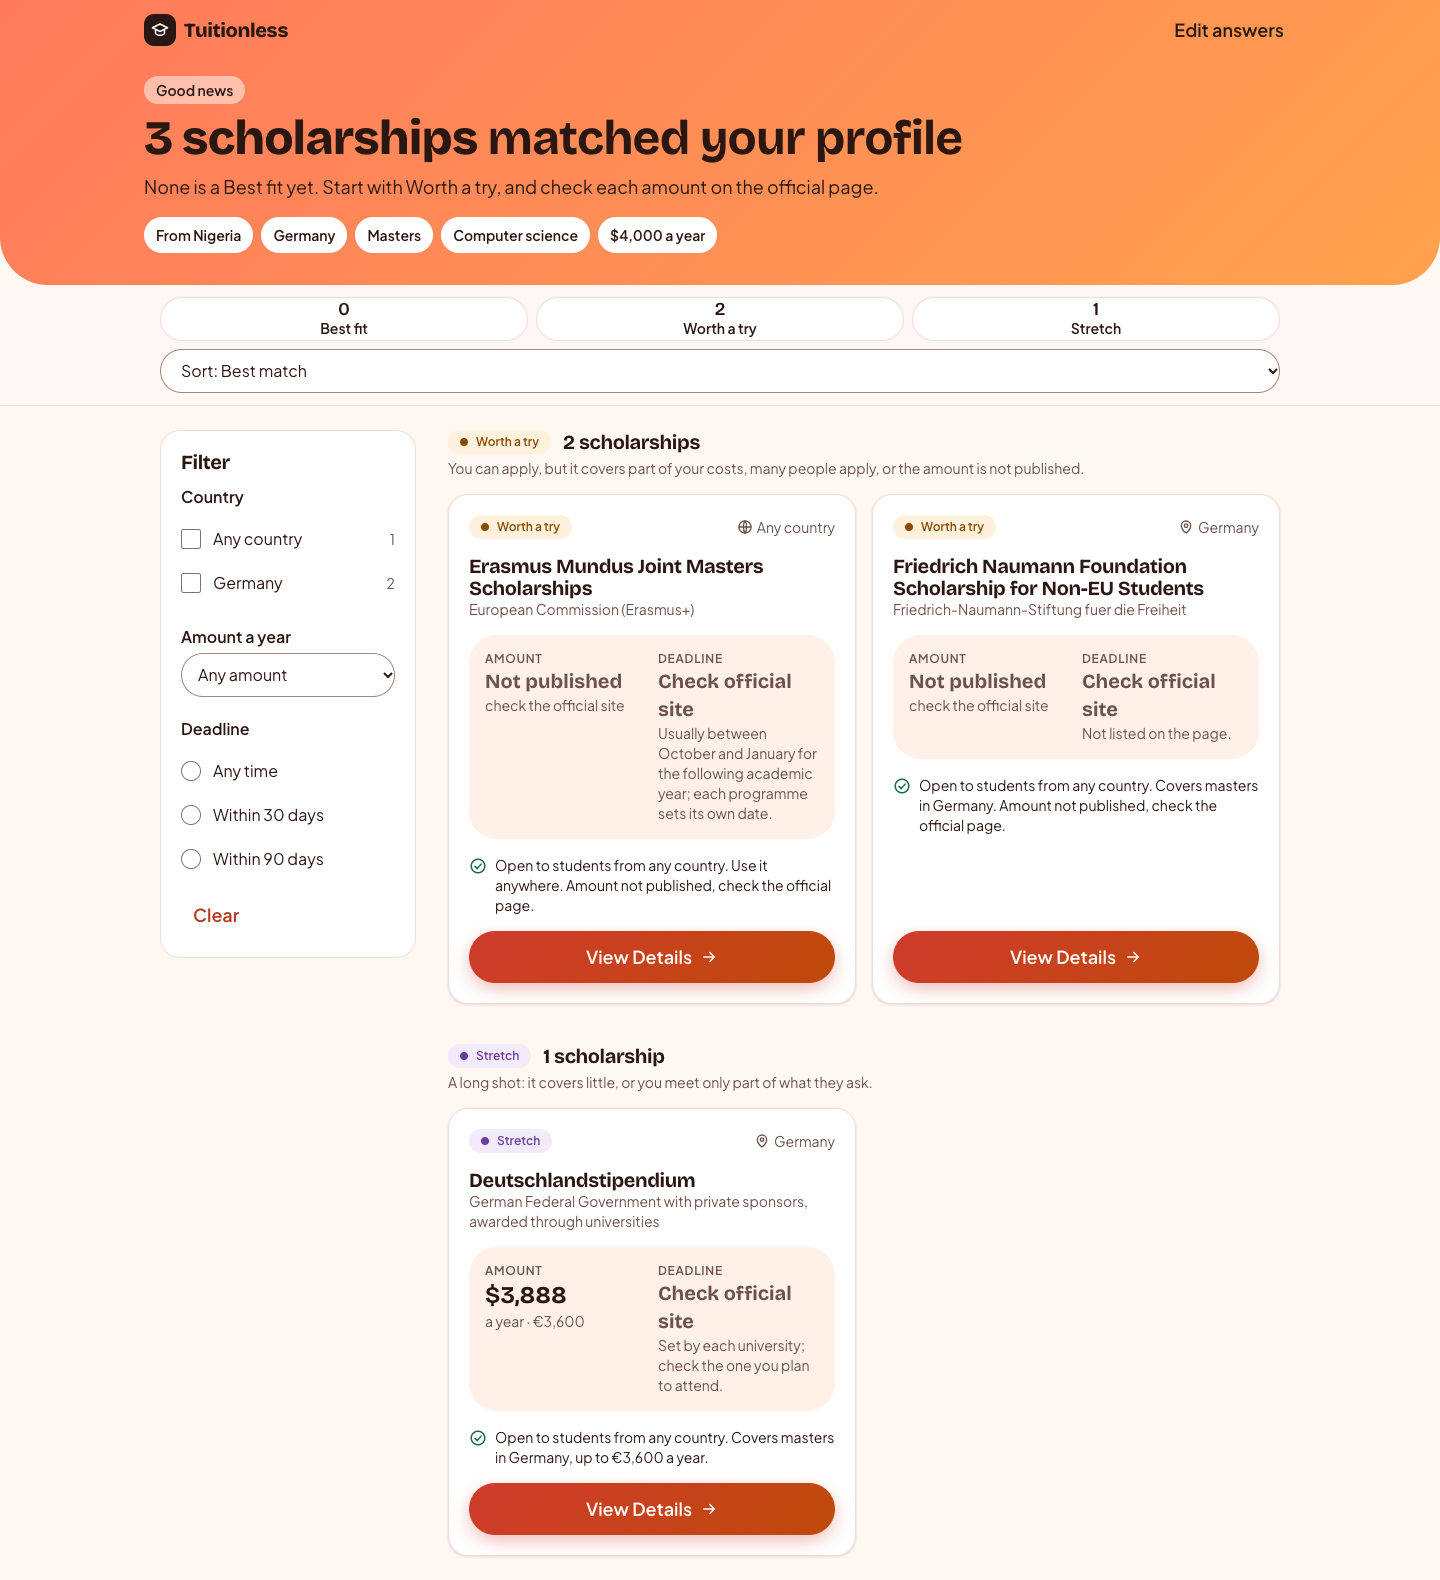 Tuitionless
Edit answers
Good news
3 scholarships matched your profile
None is a Best fit yet. Start with Worth a try, and check each amount on the official page.
From Nigeria
Germany
Masters
Computer science
$4,000 a year
0
Best fit
2
Worth a try
1
Stretch
Sort: Best match
Filter
Country
Any country 1
Germany 2
Amount a year
Any amount
Deadline
Any time
Within 30 days
Within 90 days
Clear
Worth a try
2 scholarships
You can apply, but it covers part of your costs, many people apply, or the amount is not published.
Worth a try
Any country
Erasmus Mundus Joint Masters
Scholarships
European Commission (Erasmus+)
AMOUNT
Not published
check the official site
DEADLINE
Check official
site
Usually between
October and January for
the following academic
year; each programme
sets its own date.
Open to students from any country. Use it
anywhere. Amount not published, check the official
page.
View Details
Worth a try
Germany
Friedrich Naumann Foundation
Scholarship for Non-EU Students
Friedrich-Naumann-Stiftung fuer die Freiheit
AMOUNT
Not published
check the official site
DEADLINE
Check official
site
Not listed on the page.
Open to students from any country. Covers masters
in Germany. Amount not published, check the
official page.
View Details
Stretch
1 scholarship
A long shot: it covers little, or you meet only part of what they ask.
Stretch
Germany
Deutschlandstipendium
German Federal Government with private sponsors,
awarded through universities
AMOUNT
$3,888
a year · €3,600
DEADLINE
Check official
site
Set by each university;
check the one you plan
to attend.
Open to students from any country. Covers masters
in Germany, up to €3,600 a year.
View Details